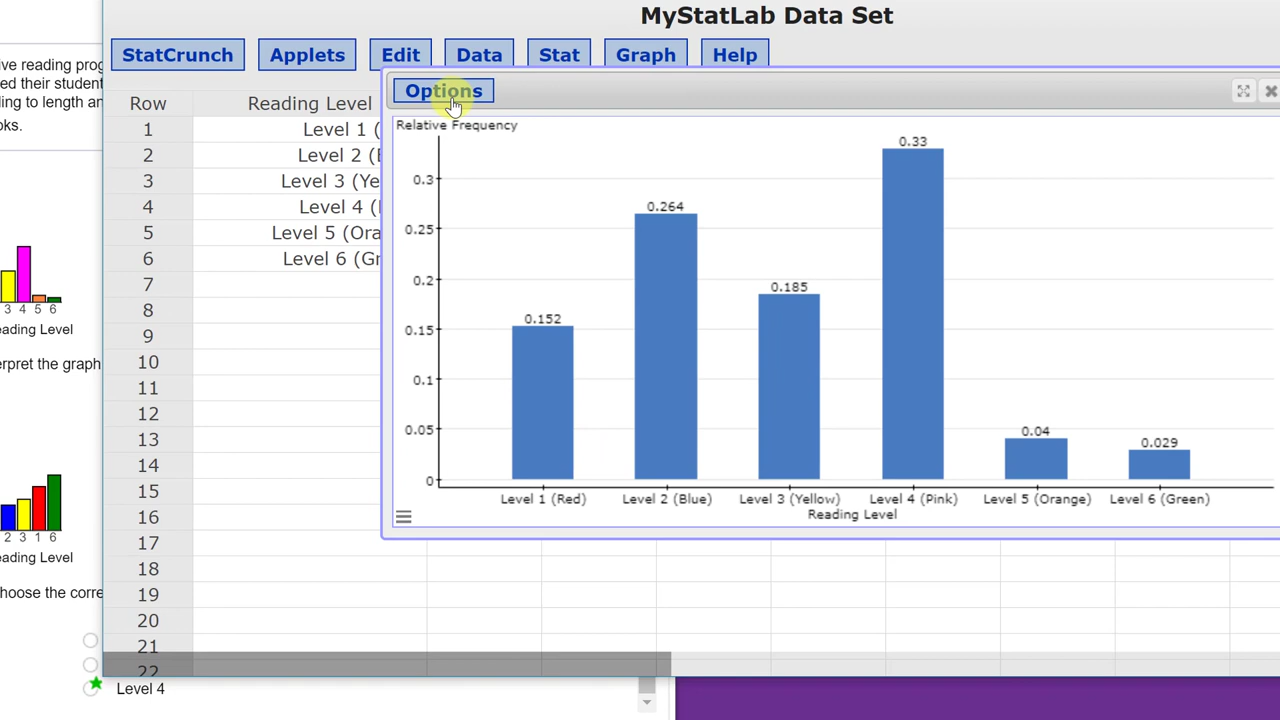 MyStatLab Data Set
StatCrunch Applets Edit Data Stat Graph Help
ive reading prog
ed their student
ling to length an
oks.
3 4 5 6
eading Level
erpret the graph
2 3 1 6
eading Level
hoose the corre
Level 4
Row Reading Level
1 Level 1 (
2 Level 2 (B
3 Level 3 (Ye
4 Level 4 (
5 Level 5 (Ora
6 Level 6 (Gr
7
8
9
10
11
12
13
14
15
16
17
18
19
20
21
22
Options
Relative Frequency
0.3
0.25
0.2
0.15
0.1
0.05
0
0.152
0.264
0.185
0.33
0.04
0.029
Level 1 (Red) Level 2 (Blue) Level 3 (Yellow) Level 4 (Pink) Level 5 (Orange) Level 6 (Green)
Reading Level